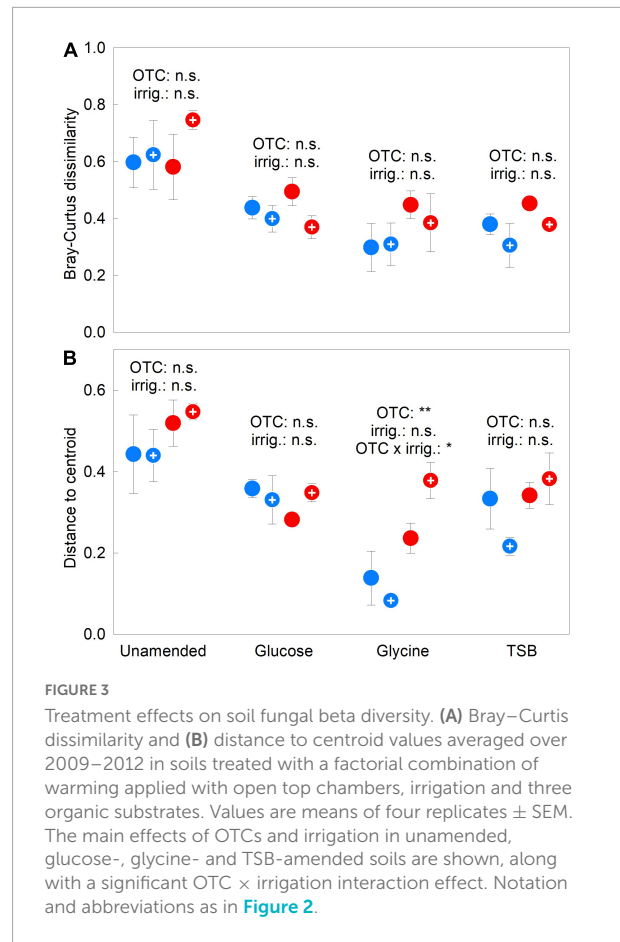 A
1.0
0.8
0.6
0.4
0.2
0.0
Bray-Curtus dissimilarity
OTC: n.s.
irrig.: n.s.
OTC: n.s.
irrig.: n.s.
OTC: n.s.
irrig.: n.s.
OTC: n.s.
irrig.: n.s.
B
0.6
0.4
0.2
0.0
Distance to centroid
OTC: n.s.
irrig.: n.s.
OTC: n.s.
irrig.: n.s.
OTC: **
irrig.: n.s.
OTC x irrig.: *
OTC: n.s.
irrig.: n.s.
Unamended Glucose Glycine TSB
FIGURE 3
Treatment effects on soil fungal beta diversity. (A) Bray–Curtis
dissimilarity and (B) distance to centroid values averaged over
2009–2012 in soils treated with a factorial combination of
warming applied with open top chambers, irrigation and three
organic substrates. Values are means of four replicates ± SEM.
The main effects of OTCs and irrigation in unamended,
glucose-, glycine- and TSB-amended soils are shown, along
with a significant OTC × irrigation interaction effect. Notation
and abbreviations as in Figure 2.